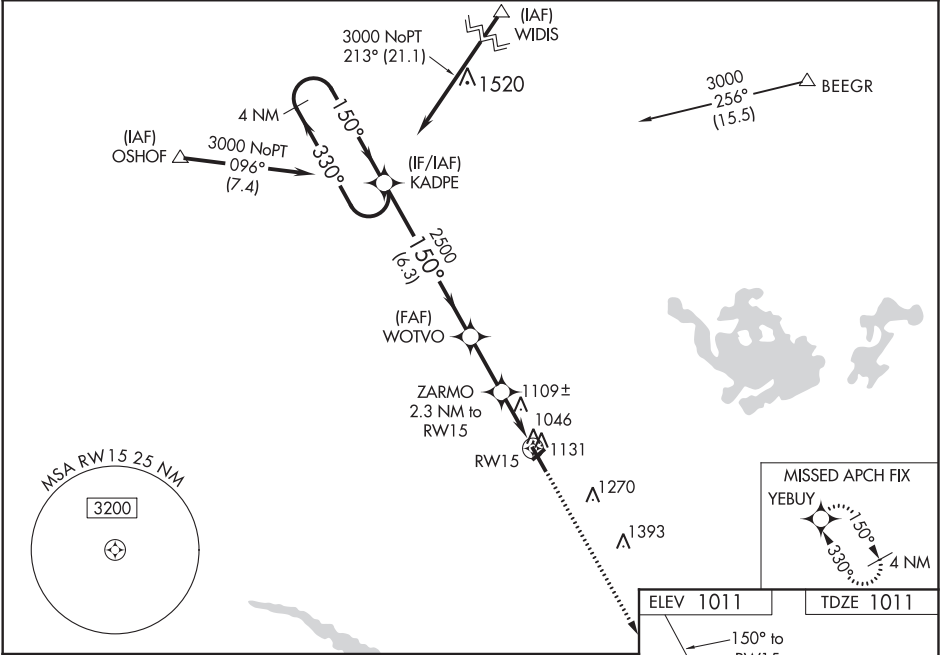 (IAF)
WIDIS
3000 NoPT
213° (21.1)
1520
3000
256°
(15.5)
BEEGR
4 NM
150°
330°
(IAF)
OSHOF
3000 NoPT
096°
(7.4)
(IF/IAF)
KADPE
2500
150°
(6.3)
(FAF)
WOTVO
ZARMO
2.3 NM to
RW15
1109±
1046
1131
RW15
1270
1393
MSA RW15 25 NM
3200
MISSED APCH FIX
YEBUY
150°
330°
4 NM
ELEV 1011
TDZE 1011
150° to
RW15